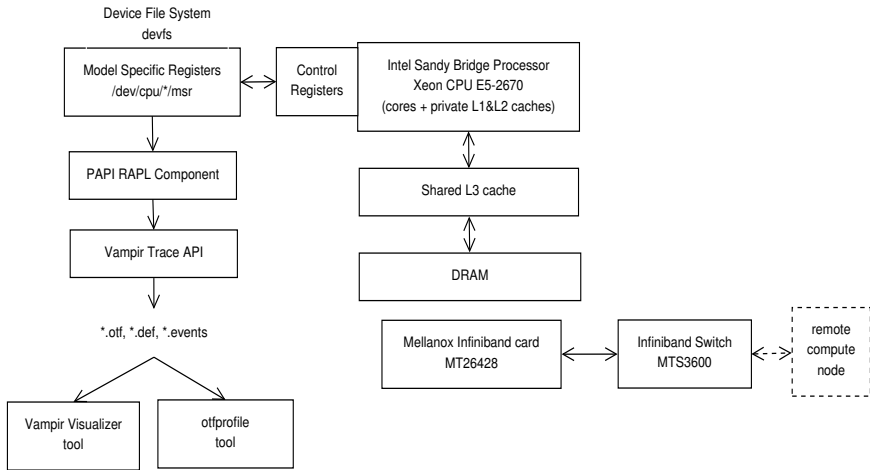 Device File System
devfs
Model Specific Registers
/dev/cpu/*/msr
Control
Registers
Intel Sandy Bridge Processor
Xeon CPU E5-2670
(cores + private L1&L2 caches)
PAPI RAPL Component
Shared L3 cache
Vampir Trace API
DRAM
*.otf, *.def, *.events
Mellanox Infiniband card
MT26428
Infiniband Switch
MTS3600
remote
compute
node
Vampir Visualizer
tool
otfprofile
tool